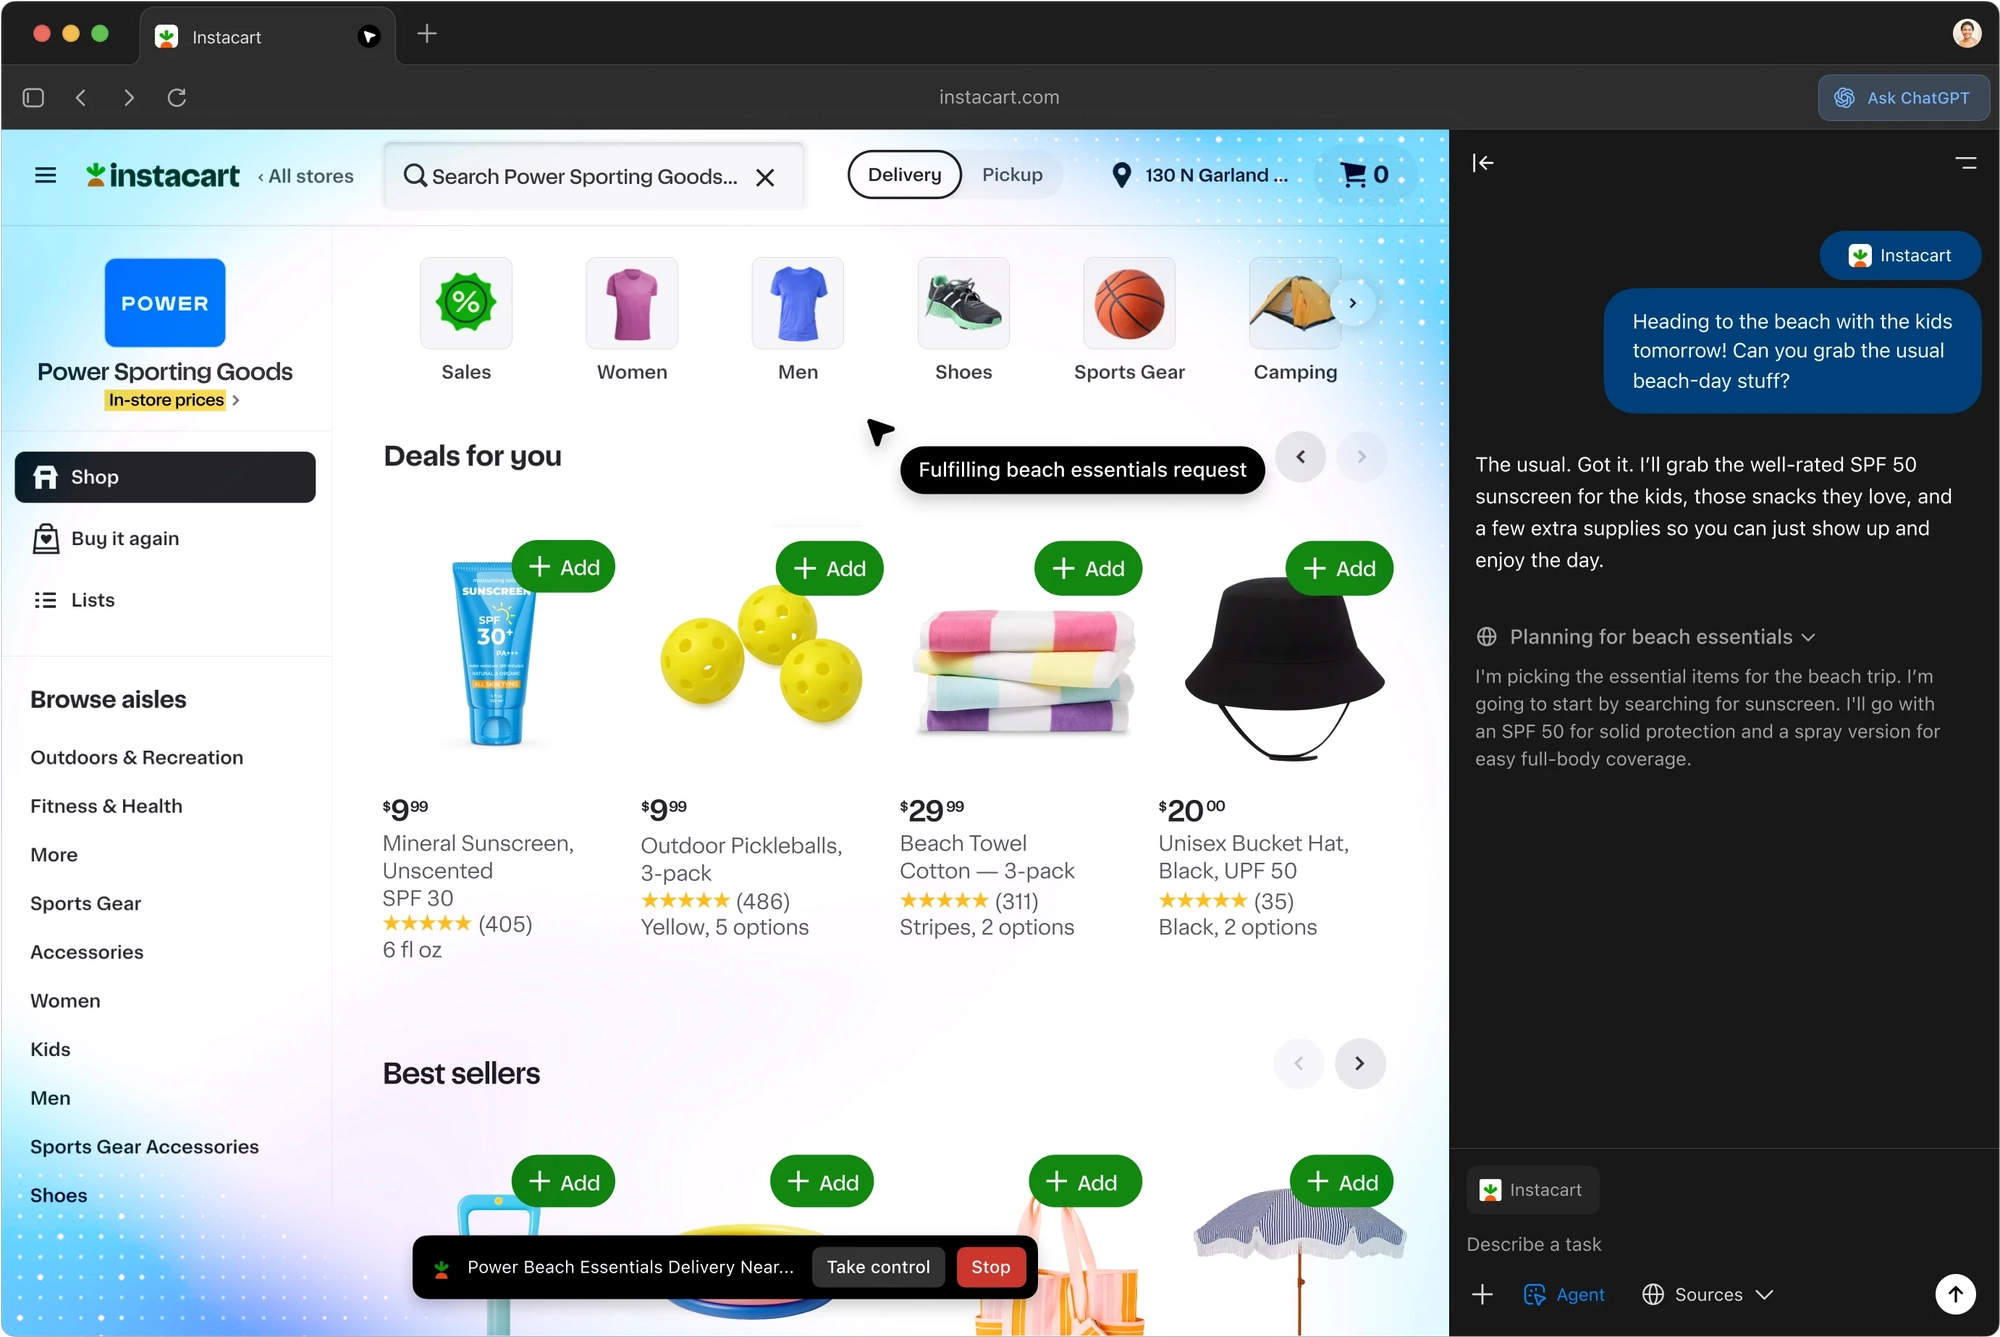 Instacart
instacart.com
Ask ChatGPT
instacart
‹ All stores
Search Power Sporting Goods...
Delivery
Pickup
130 N Garland ...
0
POWER
Power Sporting Goods
In-store prices
Shop
Buy it again
Lists
Browse aisles
Outdoors & Recreation
Fitness & Health
More
Sports Gear
Accessories
Women
Kids
Men
Sports Gear Accessories
Shoes
%
Sales
Women
Men
Shoes
Sports Gear
Camping
Deals for you
Fulfilling beach essentials request
+ Add
+ Add
+ Add
+ Add
SUNSCREEN
SPF
30+
PA+++
NATURAL & ORGANIC
ALL SKIN TYPES
$9.99
Mineral Sunscreen,
Unscented
SPF 30
★★★★★ (405)
6 fl oz
$9.99
Outdoor Pickleballs,
3-pack
★★★★★ (486)
Yellow, 5 options
$29.99
Beach Towel
Cotton — 3-pack
★★★★★ (311)
Stripes, 2 options
$20.00
Unisex Bucket Hat,
Black, UPF 50
★★★★★ (35)
Black, 2 options
Best sellers
+ Add
+ Add
+ Add
+ Add
Power Beach Essentials Delivery Near...
Take control
Stop
Instacart
Heading to the beach with the kids
tomorrow! Can you grab the usual
beach-day stuff?
The usual. Got it. I’ll grab the well-rated SPF 50
sunscreen for the kids, those snacks they love, and
a few extra supplies so you can just show up and
enjoy the day.
Planning for beach essentials
I'm picking the essential items for the beach trip. I’m
going to start by searching for sunscreen. I'll go with
an SPF 50 for solid protection and a spray version for
easy full-body coverage.
Instacart
Describe a task
Agent
Sources